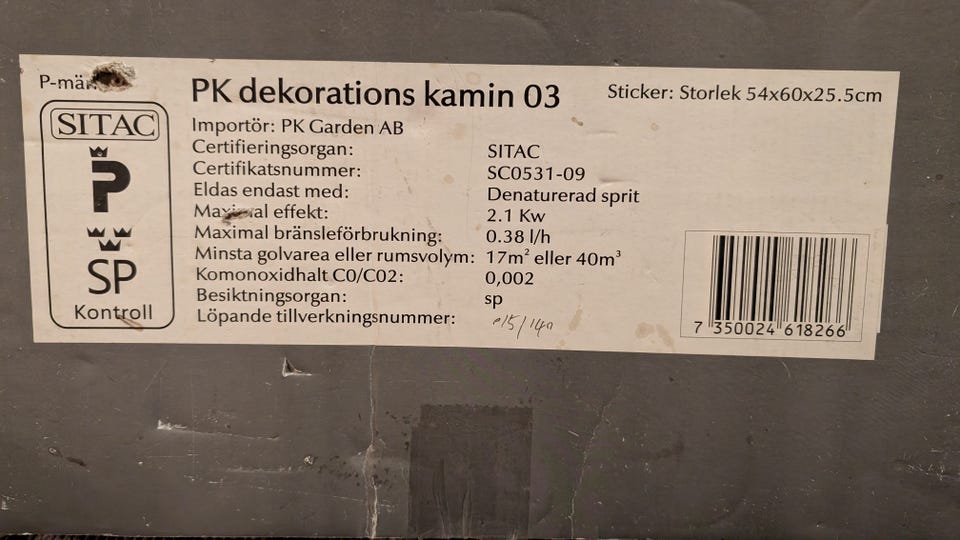 P-mär
SITAC
P
SP
Kontroll
PK dekorations kamin 03
Sticker: Storlek 54x60x25.5cm
Importör: PK Garden AB
Certifieringsorgan: SITAC
Certifikatsnummer: SC0531-09
Eldas endast med: Denaturerad sprit
Maximal effekt: 2.1 Kw
Maximal bränsleförbrukning: 0.38 l/h
Minsta golvarea eller rumsvolym: 17m² eller 40m³
Komonoxidhalt C0/C02: 0,002
Besiktningsorgan: sp
Löpande tillverkningsnummer:
7 350024 618266